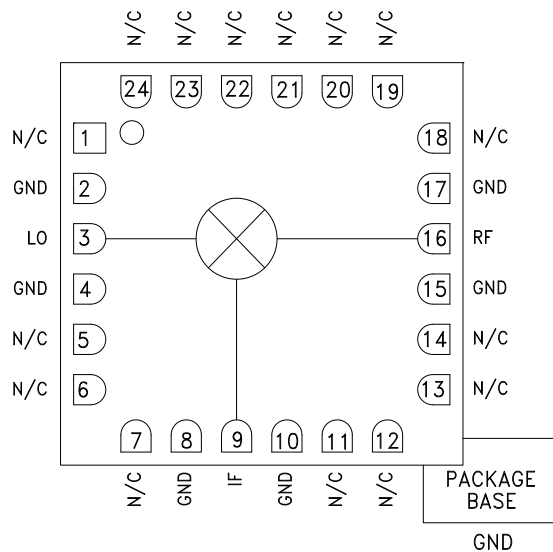 N/C N/C N/C N/C N/C N/C
24 23 22 21 20 19
N/C 1 18 N/C
GND 2 17 GND
LO 3 16 RF
GND 4 15 GND
N/C 5 14 N/C
N/C 6 13 N/C
7 8 9 10 11 12
N/C GND IF GND N/C N/C
PACKAGE
BASE
GND